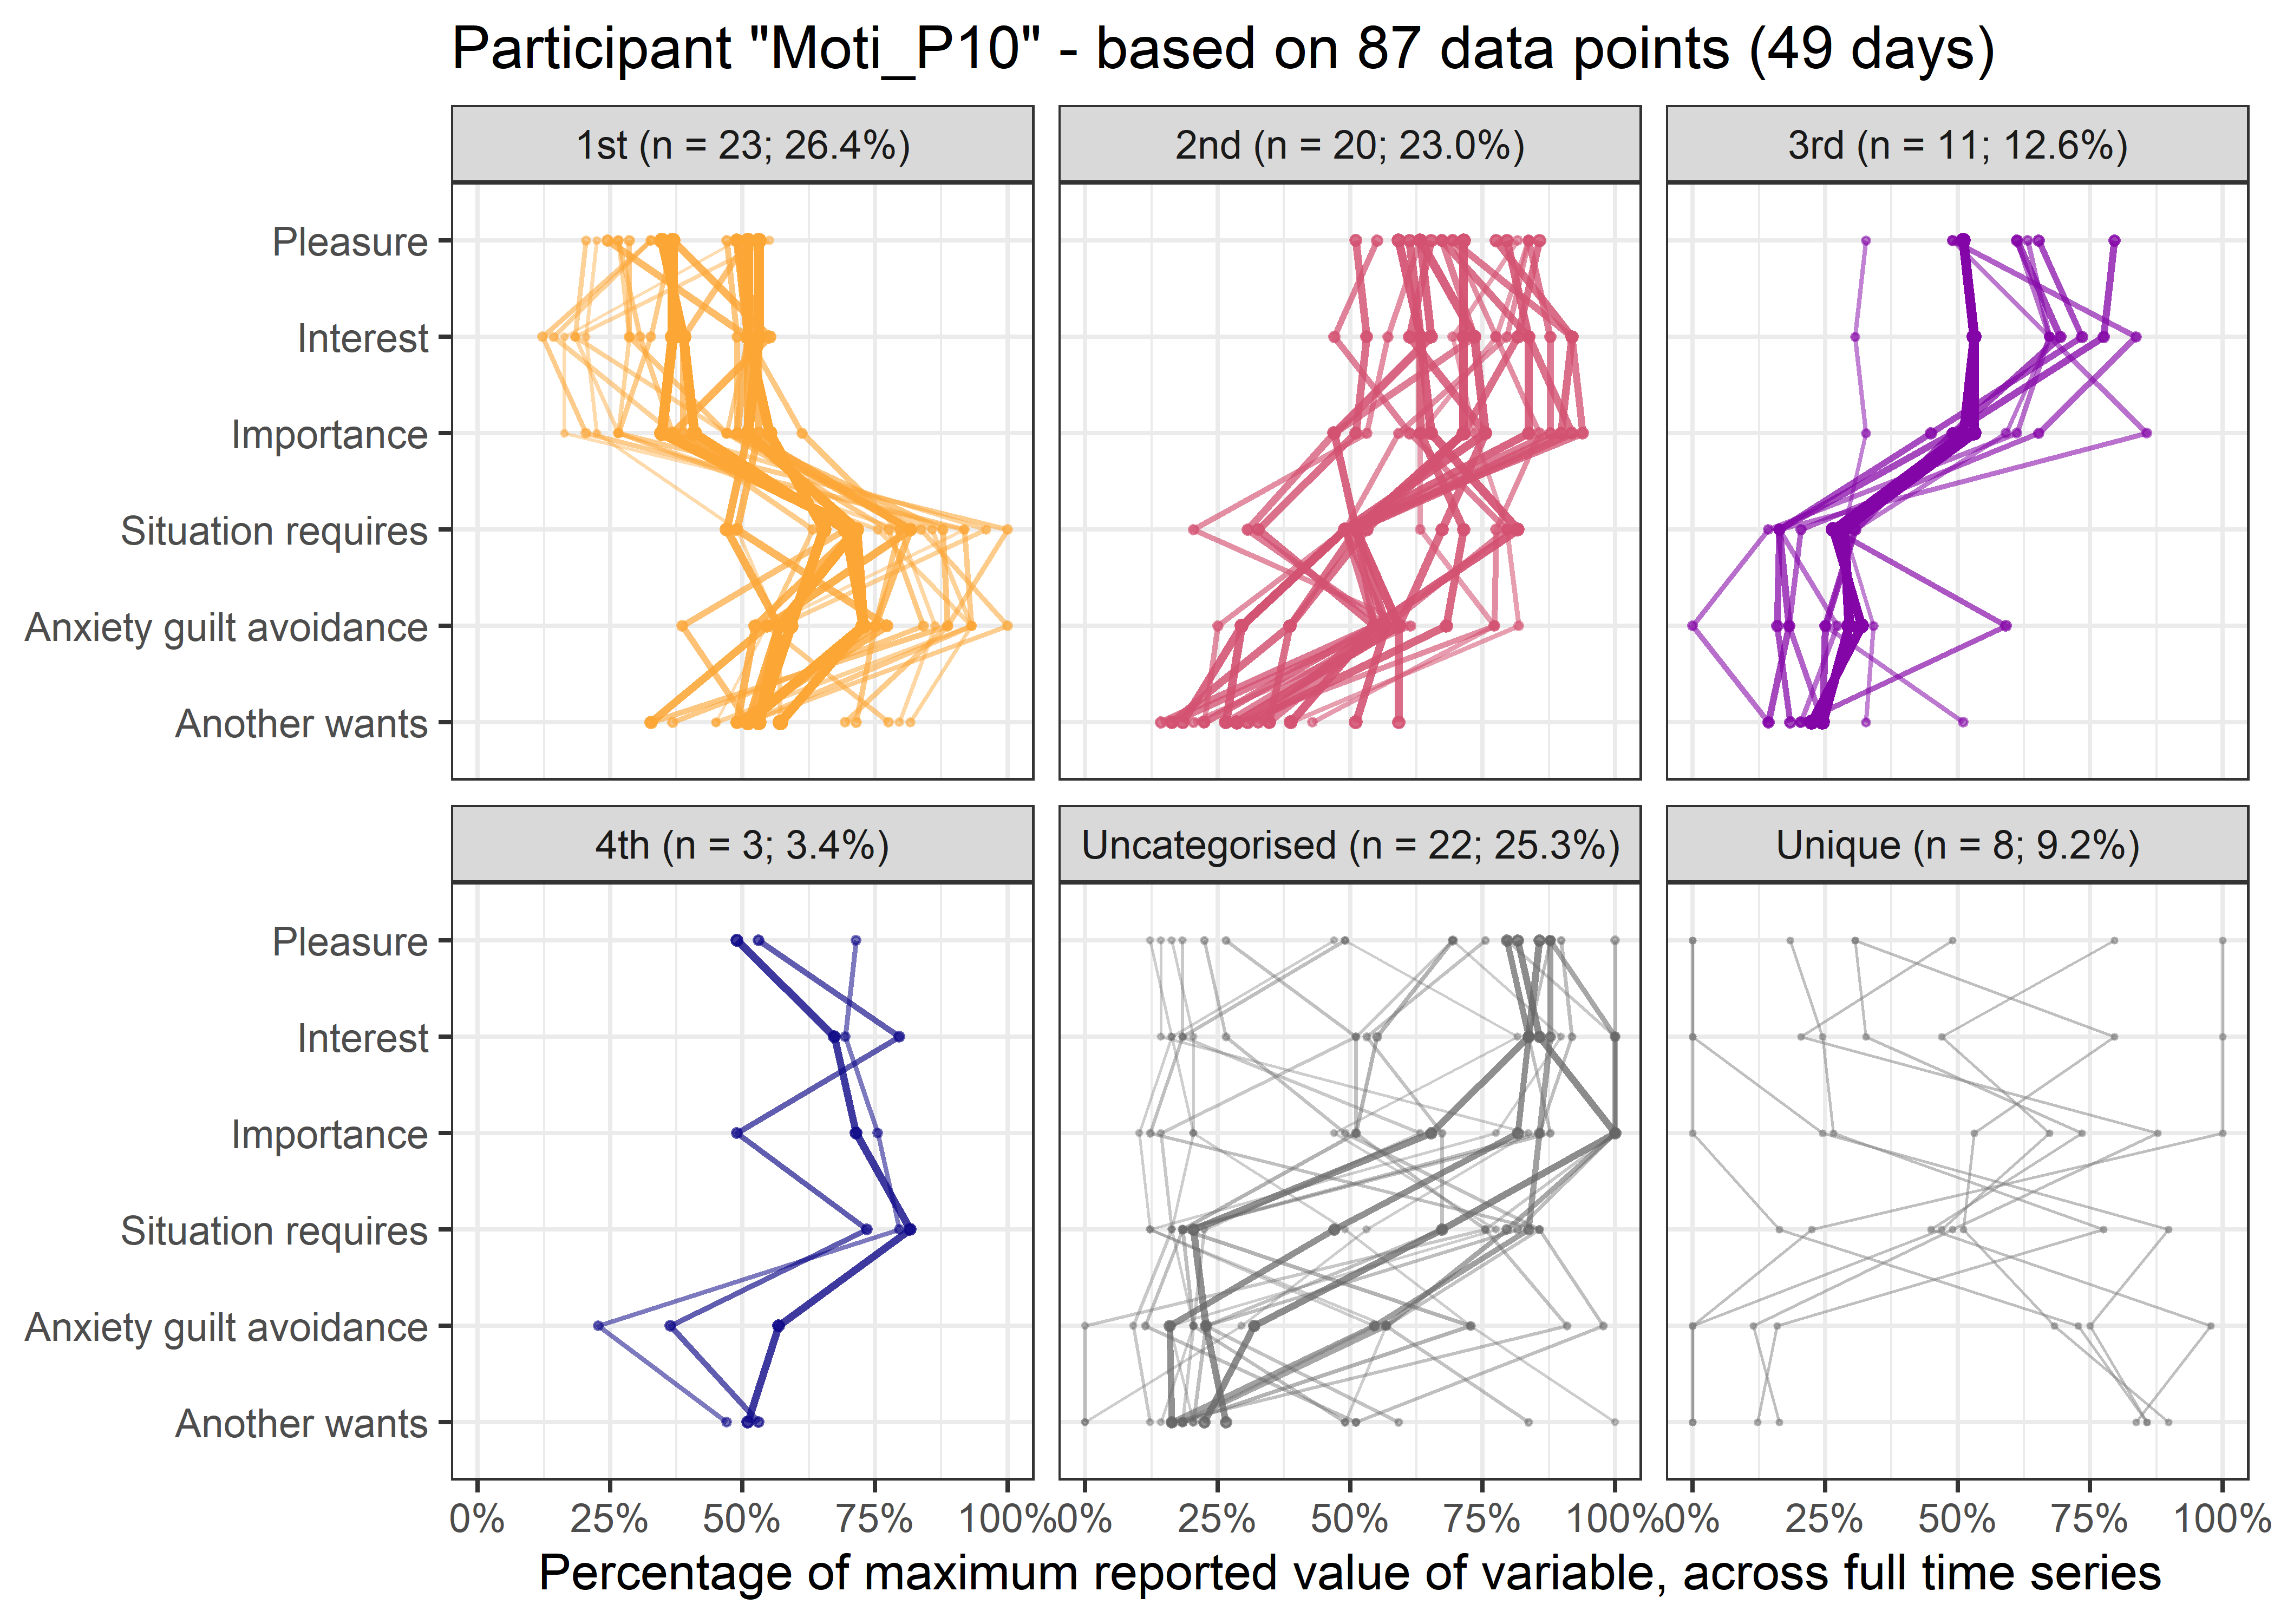 Participant "Moti_P10" - based on 87 data points (49 days)
1st (n = 23; 26.4%)
2nd (n = 20; 23.0%)
3rd (n = 11; 12.6%)
Pleasure
Interest
Importance
Situation requires
Anxiety guilt avoidance
Another wants
4th (n = 3; 3.4%)
Uncategorised (n = 22; 25.3%)
Unique (n = 8; 9.2%)
Pleasure
Interest
Importance
Situation requires
Anxiety guilt avoidance
Another wants
0% 25% 50% 75% 100%
0% 25% 50% 75% 100%
0% 25% 50% 75% 100%
Percentage of maximum reported value of variable, across full time series